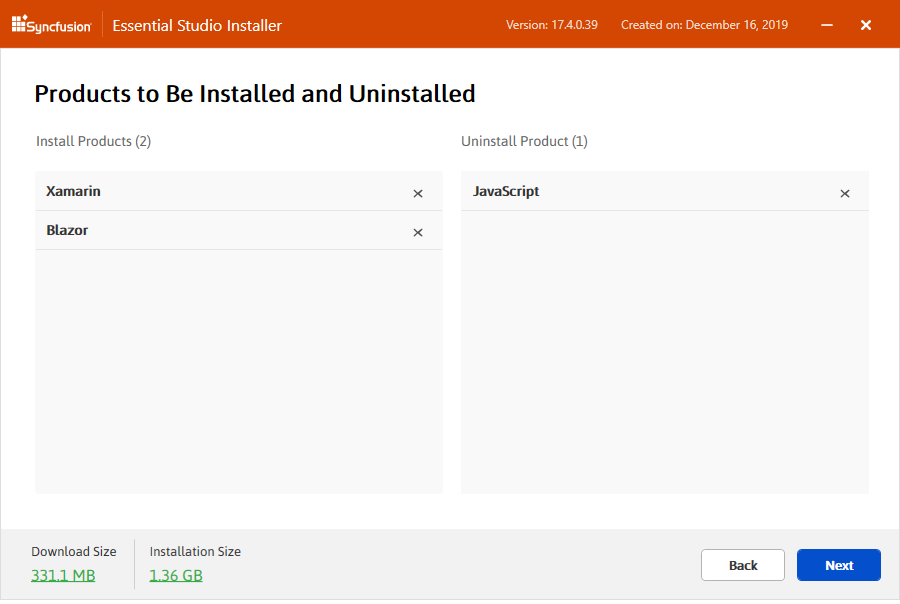 Syncfusion Essential Studio Installer Version: 17.4.0.39 Created on: December 16, 2019
Products to Be Installed and Uninstalled
Install Products (2) Uninstall Product (1)
Xamarin JavaScript
Blazor
Download Size Installation Size
331.1 MB 1.36 GB
Back Next